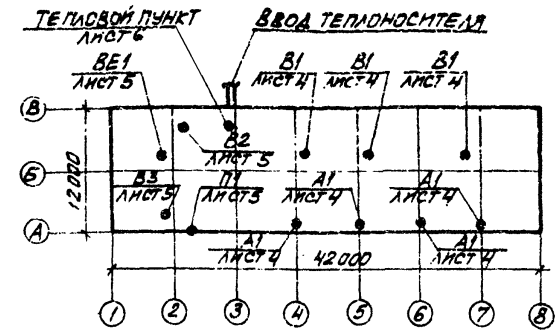 ТЕПЛОВОЙ ПУНКТ
ЛИСТ 6
ВВОД ТЕПЛОНОСИТЕЛЯ
ВЕ1
ЛИСТ 5
В1
ЛИСТ 4
В1
ЛИСТ 4
В1
ЛИСТ 4
В
Б
А
12000
В2
ЛИСТ 5
В3
ЛИСТ 5
П1
ЛИСТ 3
А1
ЛИСТ 4
А1
ЛИСТ 4
А1
ЛИСТ 4
А1
ЛИСТ 4
42000
1 2 3 4 5 6 7 8